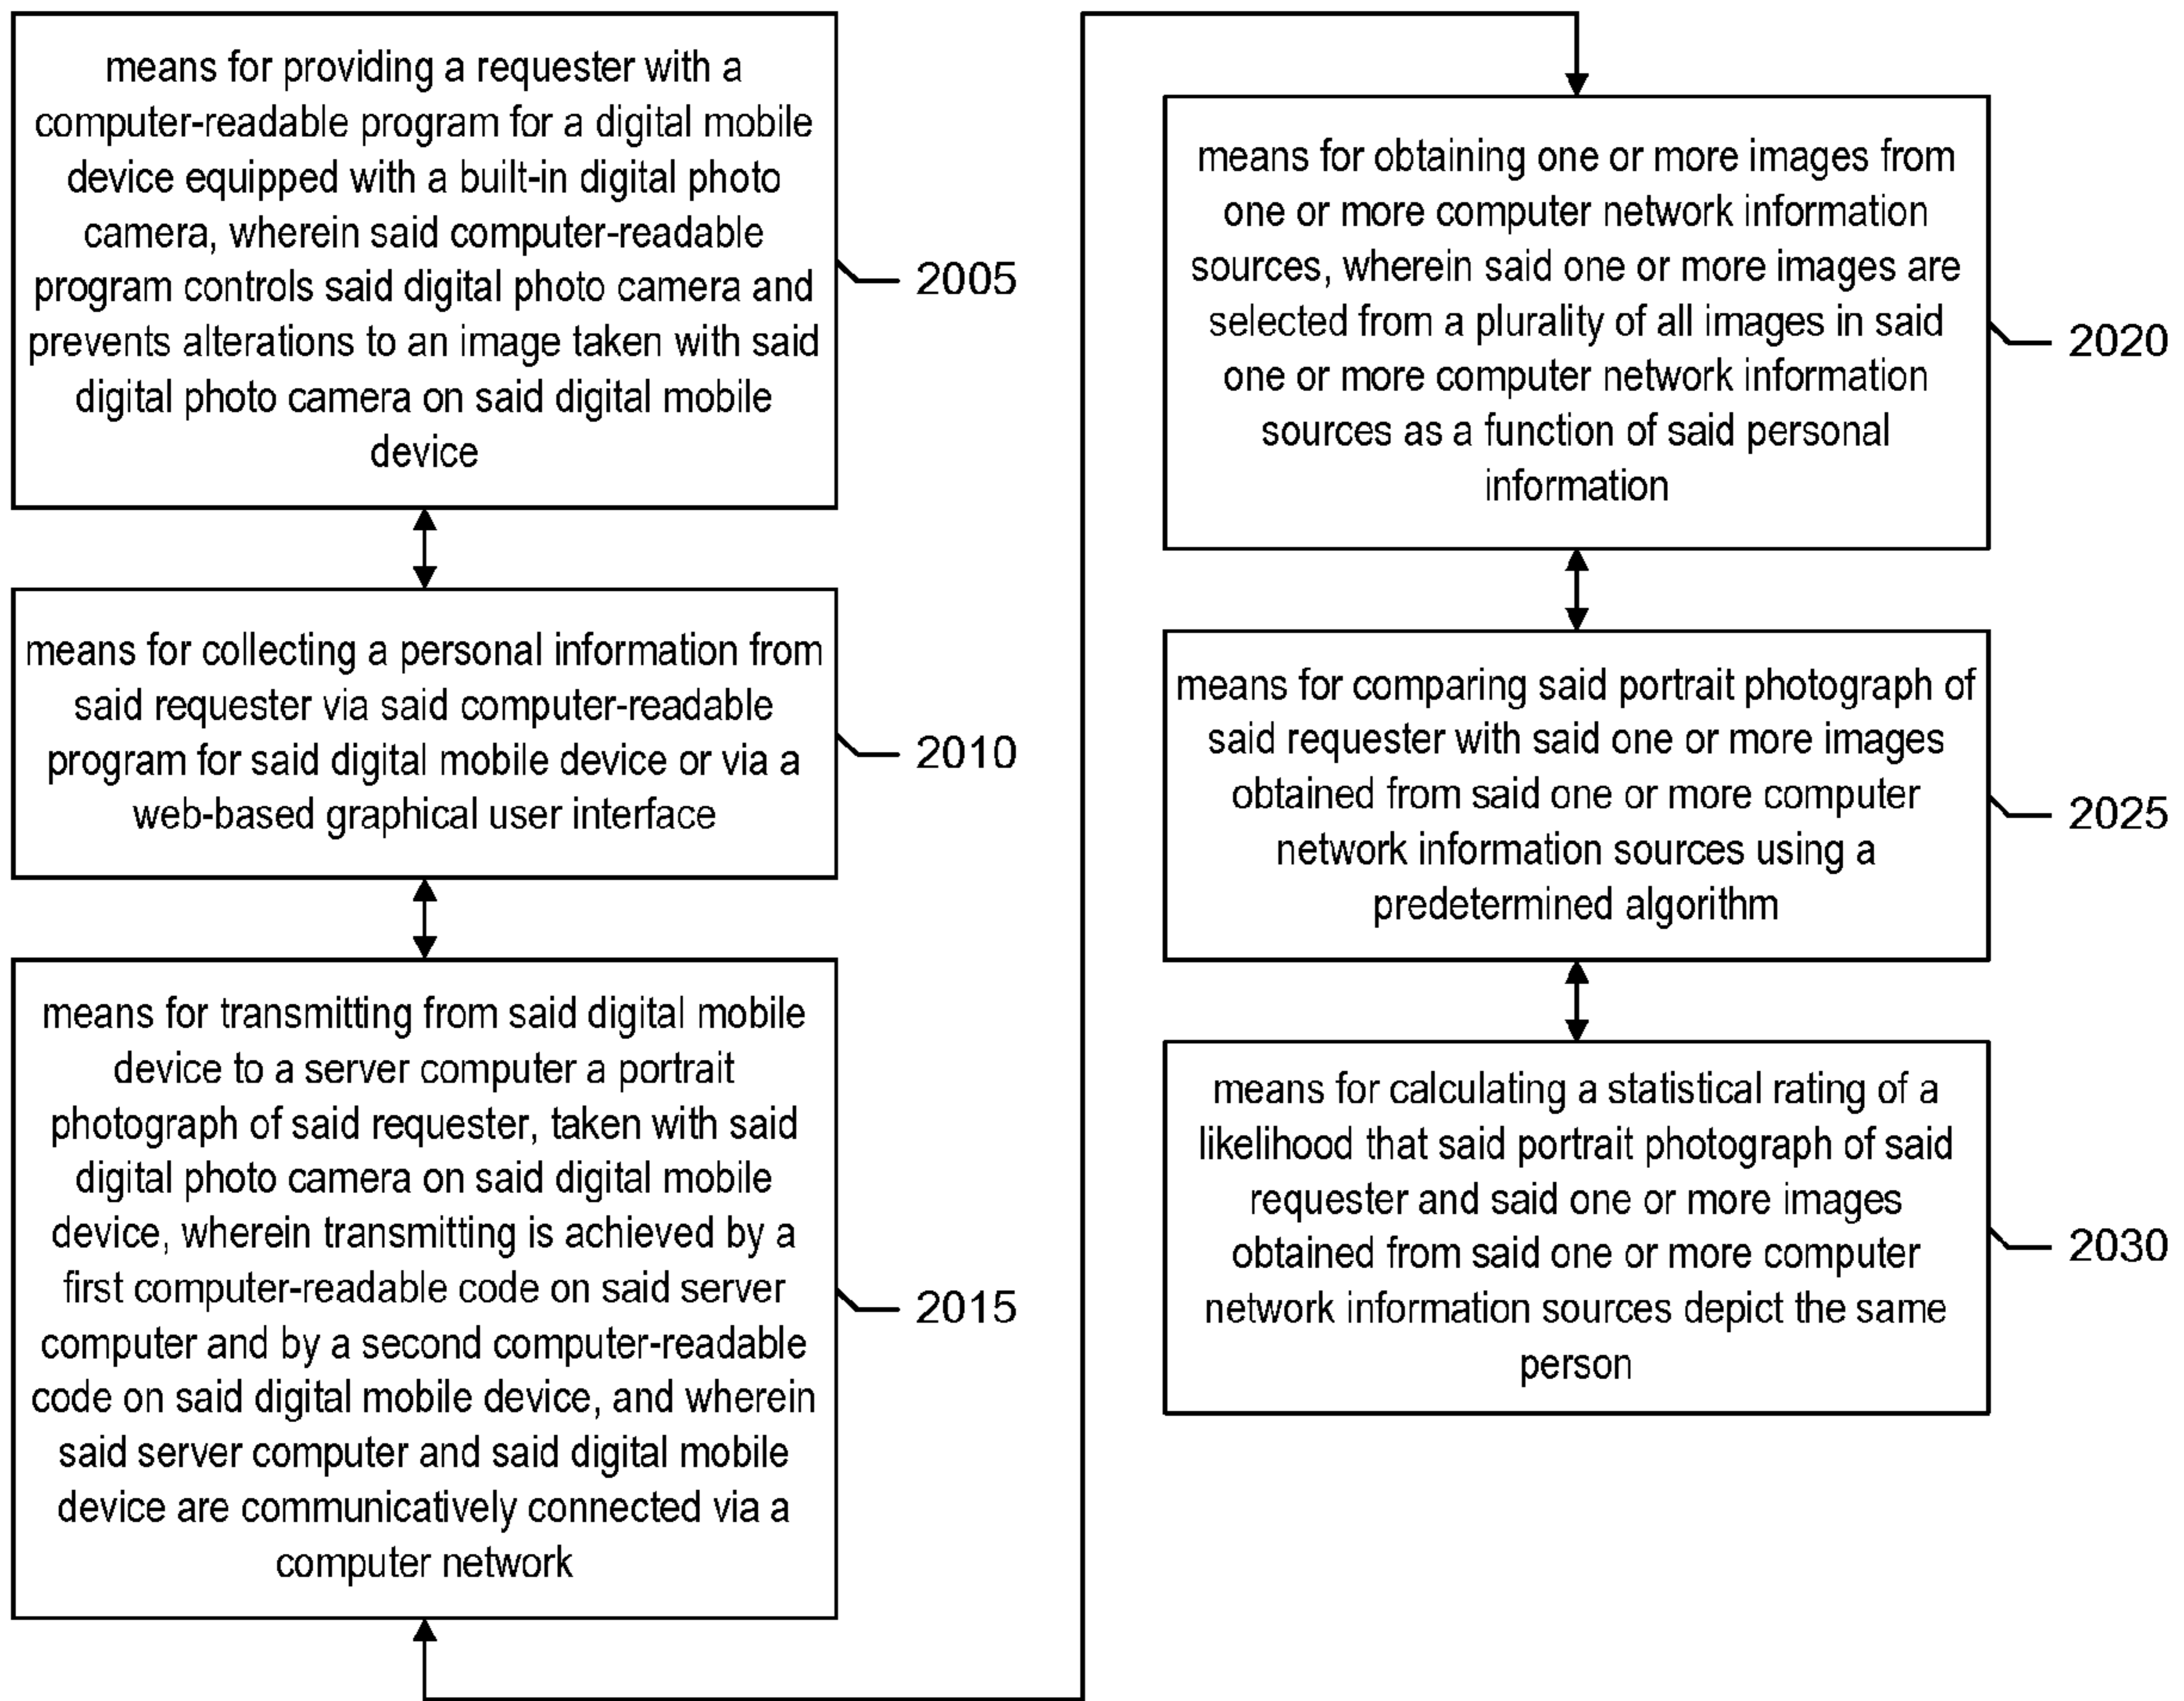 means for providing a requester with a
computer-readable program for a digital mobile
device equipped with a built-in digital photo
camera, wherein said computer-readable
program controls said digital photo camera and
prevents alterations to an image taken with said
digital photo camera on said digital mobile
device
2005
means for collecting a personal information from
said requester via said computer-readable
program for said digital mobile device or via a
web-based graphical user interface
2010
means for transmitting from said digital mobile
device to a server computer a portrait
photograph of said requester, taken with said
digital photo camera on said digital mobile
device, wherein transmitting is achieved by a
first computer-readable code on said server
computer and by a second computer-readable
code on said digital mobile device, and wherein
said server computer and said digital mobile
device are communicatively connected via a
computer network
2015
means for obtaining one or more images from
one or more computer network information
sources, wherein said one or more images are
selected from a plurality of all images in said
one or more computer network information
sources as a function of said personal
information
2020
means for comparing said portrait photograph of
said requester with said one or more images
obtained from said one or more computer
network information sources using a
predetermined algorithm
2025
means for calculating a statistical rating of a
likelihood that said portrait photograph of said
requester and said one or more images
obtained from said one or more computer
network information sources depict the same
person
2030